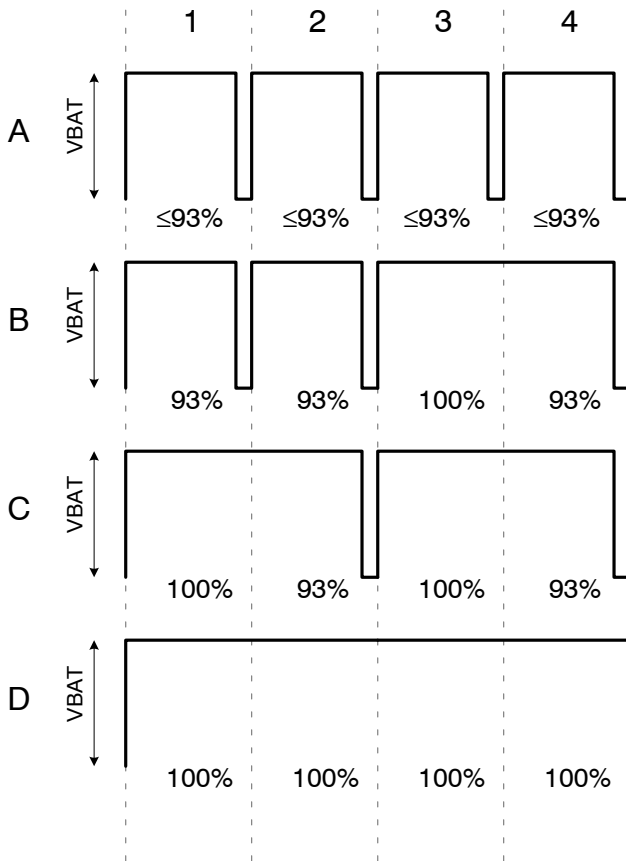 1 2 3 4
A VBAT
≤93% ≤93% ≤93% ≤93%
B VBAT
93% 93% 100% 93%
C VBAT
100% 93% 100% 93%
D VBAT
100% 100% 100% 100%